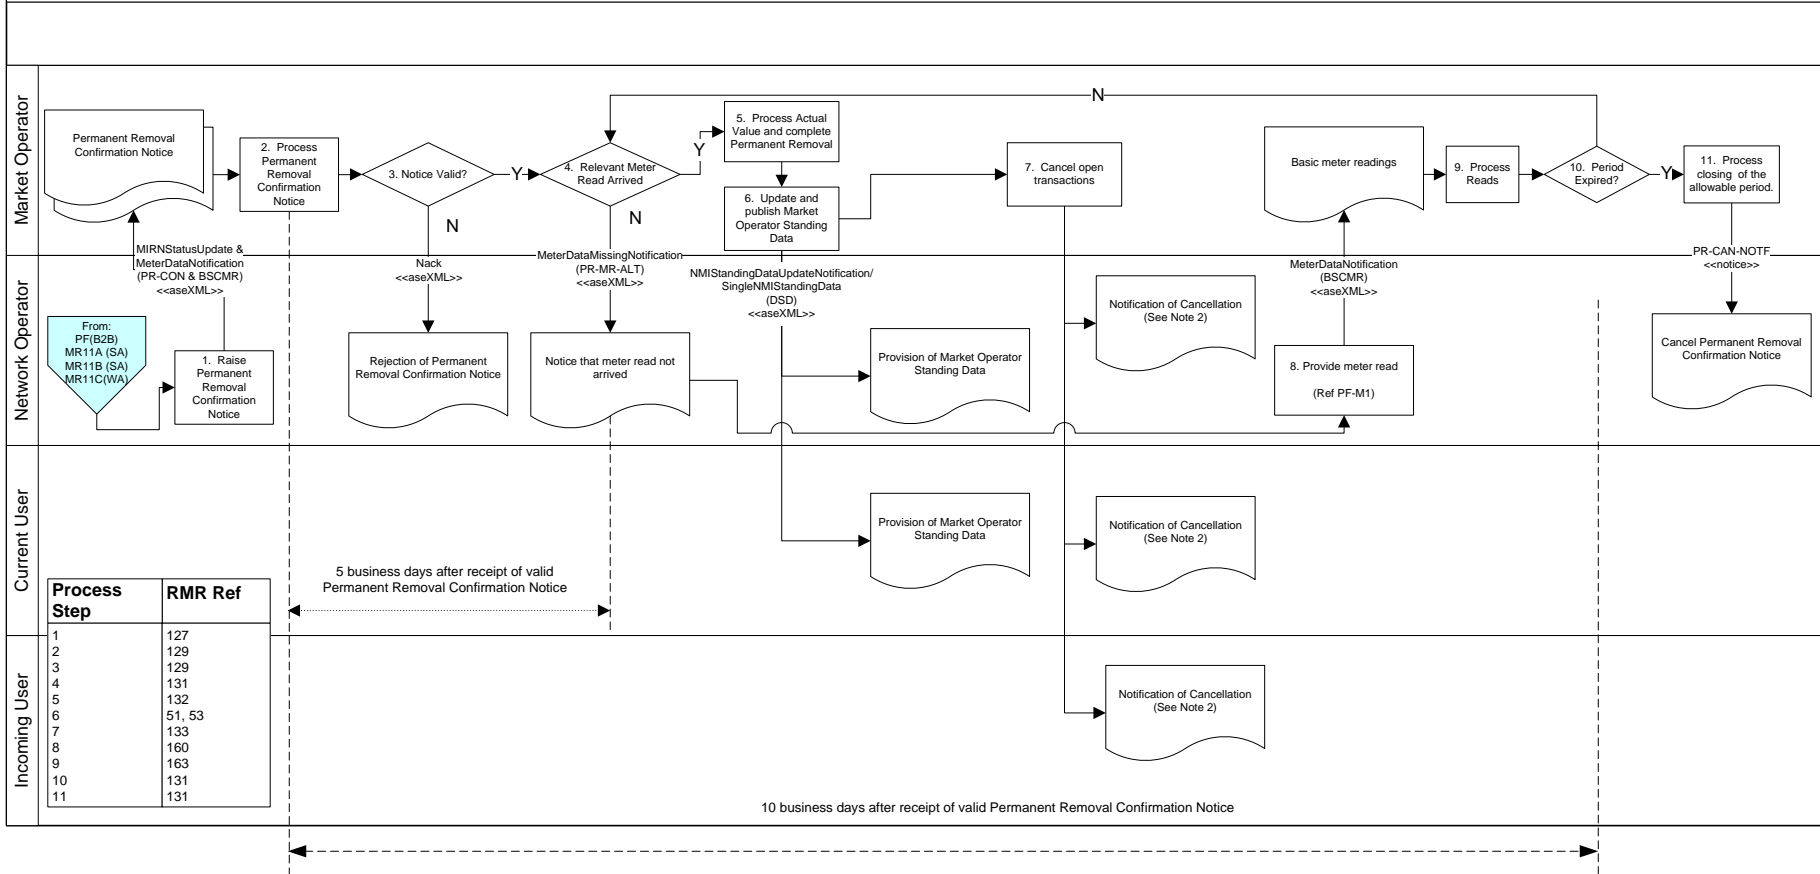 Market Operator
Permanent Removal
Confirmation Notice
2. Process
Permanent
Removal
Confirmation
Notice
3. Notice Valid?
Y
N
4. Relevant Meter
Read Arrived
Y
N
5. Process Actual
Value and complete
Permanent Removal
6. Update and
publish Market
Operator Standing
Data
7. Cancel open
transactions
N
Basic meter readings
9. Process
Reads
10. Period
Expired?
Y
11. Process
closing of the
allowable period.
MIRNStatusUpdate &
MeterDataNotification
(PR-CON & BSCMR)
<<aseXML>>
Nack
<<aseXML>>
MeterDataMissingNotification
(PR-MR-ALT)
<<aseXML>>
NMIStandingDataUpdateNotification/
SingleNMIStandingData
(DSD)
<<aseXML>>
MeterDataNotification
(BSCMR)
<<aseXML>>
PR-CAN-NOTF
<<notice>>
Network Operator
From:
PF(B2B)
MR11A (SA)
MR11B (SA)
MR11C(WA)
1. Raise
Permanent
Removal
Confirmation
Notice
Rejection of Permanent
Removal Confirmation Notice
Notice that meter read not
arrived
Provision of Market Operator
Standing Data
Notification of Cancellation
(See Note 2)
8. Provide meter read
(Ref PF-M1)
Cancel Permanent Removal
Confirmation Notice
Current User
5 business days after receipt of valid
Permanent Removal Confirmation Notice
Provision of Market Operator
Standing Data
Notification of Cancellation
(See Note 2)
Incoming User
Process Step RMR Ref
1 127
2 129
3 129
4 131
5 132
6 51, 53
7 133
8 160
9 163
10 131
11 131
Notification of Cancellation
(See Note 2)
10 business days after receipt of valid Permanent Removal Confirmation Notice